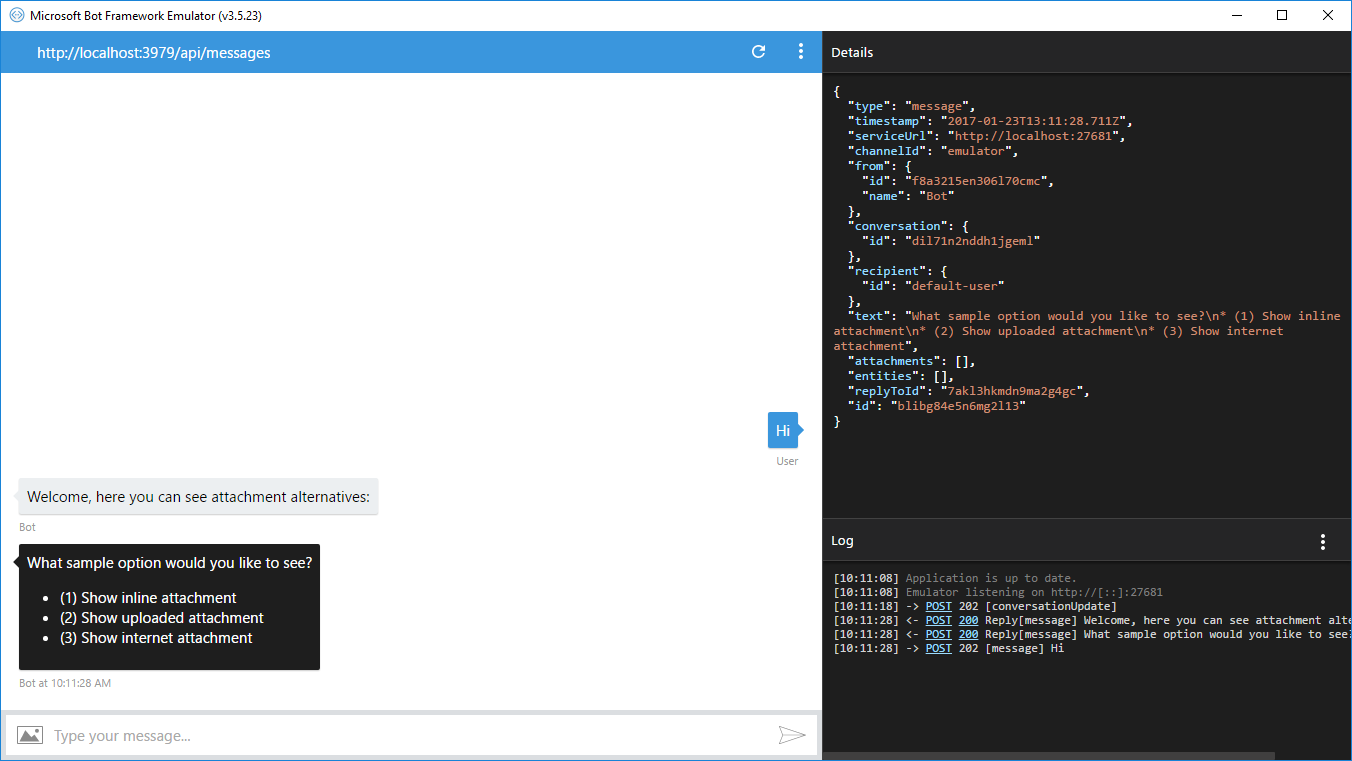 Microsoft Bot Framework Emulator (v3.5.23)
http://localhost:3979/api/messages
Hi
User
Welcome, here you can see attachment alternatives:
Bot
What sample option would you like to see?
• (1) Show inline attachment
• (2) Show uploaded attachment
• (3) Show internet attachment
Bot at 10:11:28 AM
Type your message...
Details
{
"type": "message",
"timestamp": "2017-01-23T13:11:28.711Z",
"serviceUrl": "http://localhost:27681",
"channelId": "emulator",
"from": {
"id": "f8a3215en306l70cmc",
"name": "Bot"
},
"conversation": {
"id": "dil71n2nddh1jgeml"
},
"recipient": {
"id": "default-user"
},
"text": "What sample option would you like to see?\n* (1) Show inline
attachment\n* (2) Show uploaded attachment\n* (3) Show internet
attachment",
"attachments": [],
"entities": [],
"replyToId": "7akl3hkmdn9ma2g4gc",
"id": "blibg84e5n6mg2l13"
}
Log
[10:11:08] Application is up to date.
[10:11:08] Emulator listening on http://[::]:27681
[10:11:18] -> POST 202 [conversationUpdate]
[10:11:28] <- POST 200 Reply[message] Welcome, here you can see attachment alte
[10:11:28] <- POST 200 Reply[message] What sample option would you like to see?
[10:11:28] -> POST 202 [message] Hi